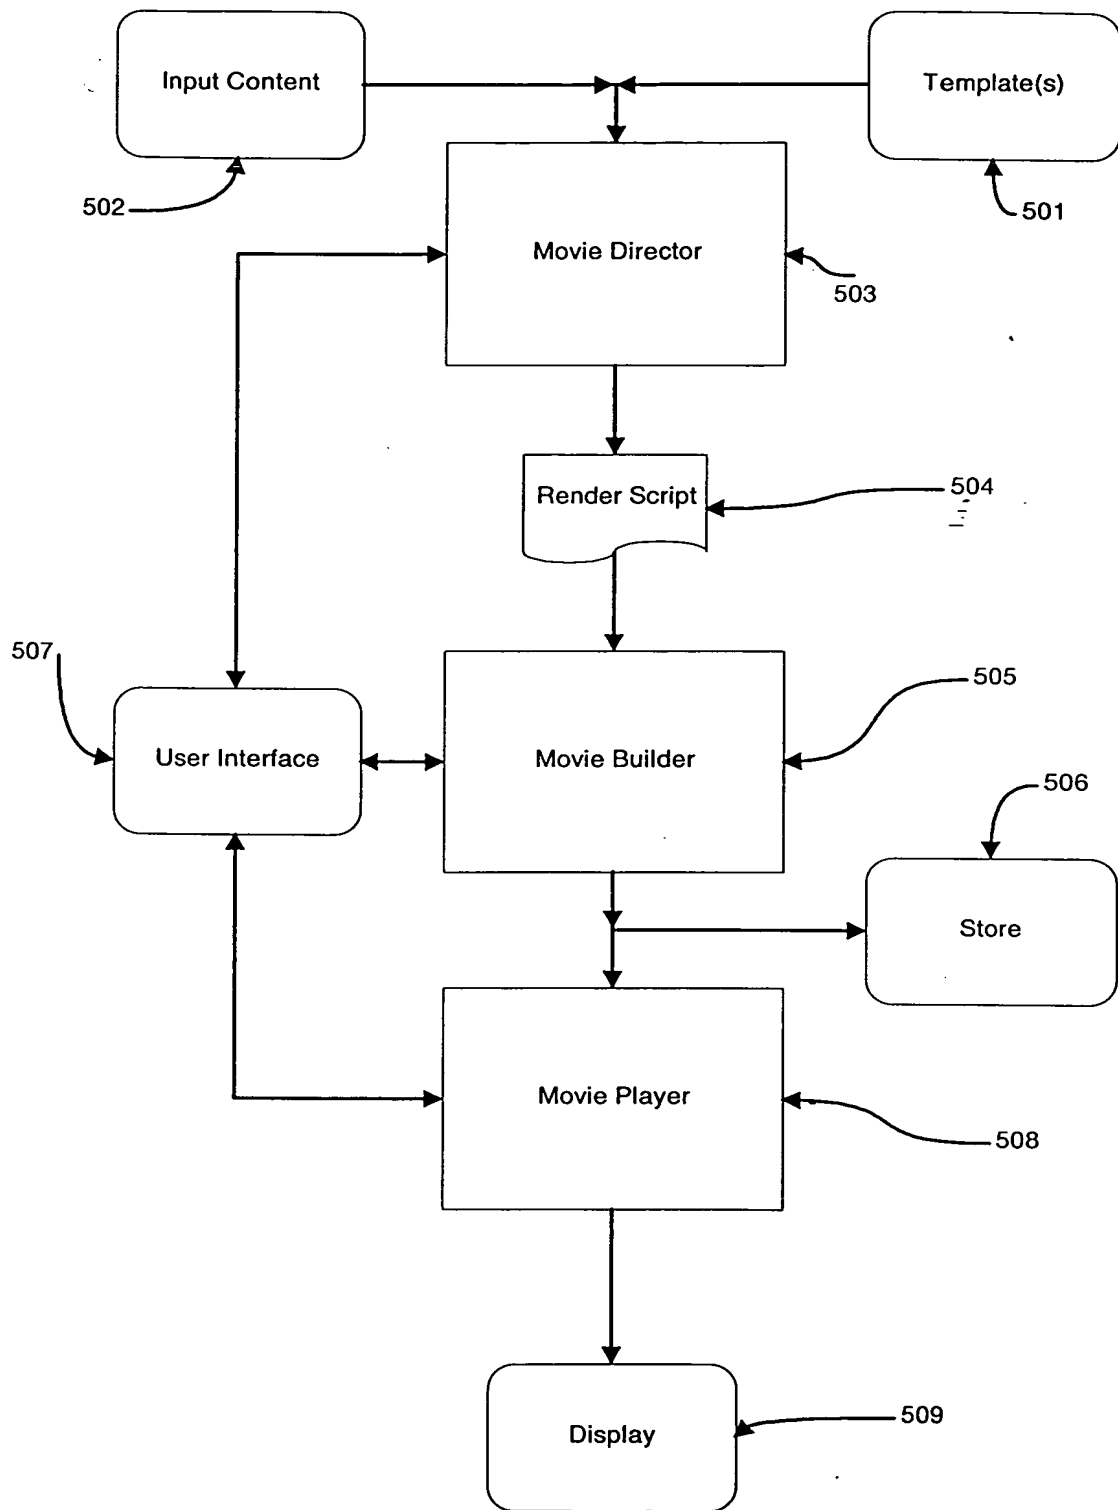 Input Content
Template(s)
502
501
Movie Director
503
Render Script
504
507
505
User Interface
Movie Builder
506
Store
Movie Player
508
509
Display